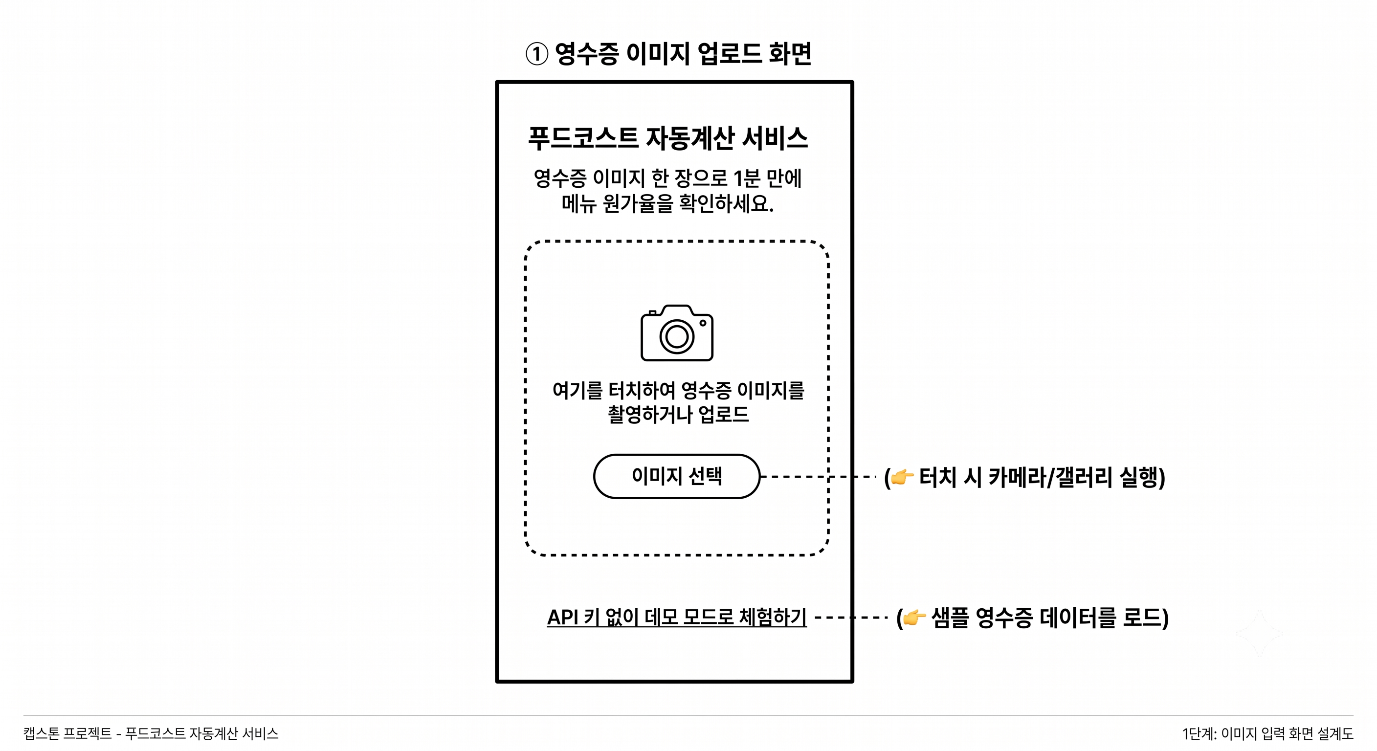 ① 영수증 이미지 업로드 화면
푸드코스트 자동계산 서비스
영수증 이미지 한 장으로 1분 만에
메뉴 원가율을 확인하세요.
여기를 터치하여 영수증 이미지를
촬영하거나 업로드
이미지 선택
(👉 터치 시 카메라/갤러리 실행)
API 키 없이 데모 모드로 체험하기
(👉 샘플 영수증 데이터를 로드)
캡스톤 프로젝트 - 푸드코스트 자동계산 서비스
1단계: 이미지 입력 화면 설계도